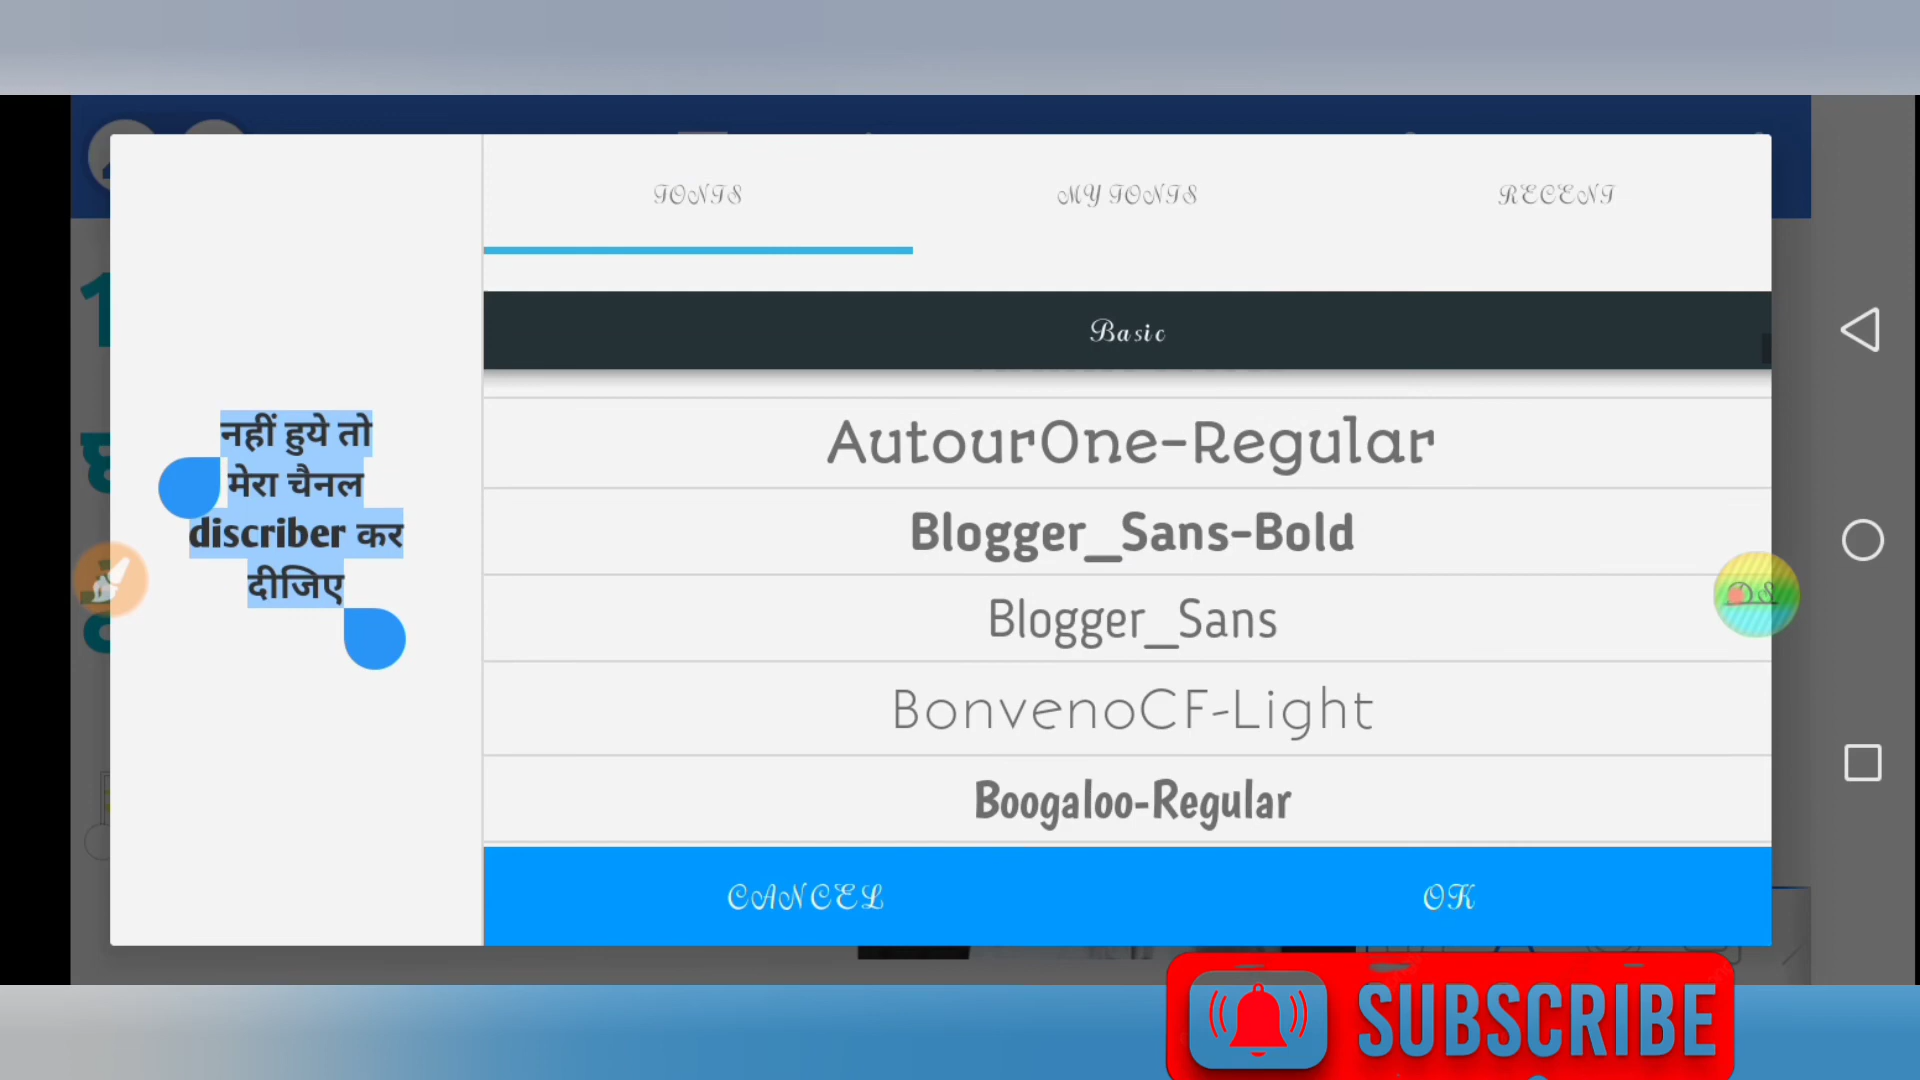 FONTS
MY FONTS
RECENT
Basic
नहीं हुये तो
मेरा चैनल
discriber कर
दीजिए
AutourOne-Regular
Blogger_Sans-Bold
Blogger_Sans
BonvenoCF-Light
Boogaloo-Regular
CANCEL
OK
SUBSCRIBE